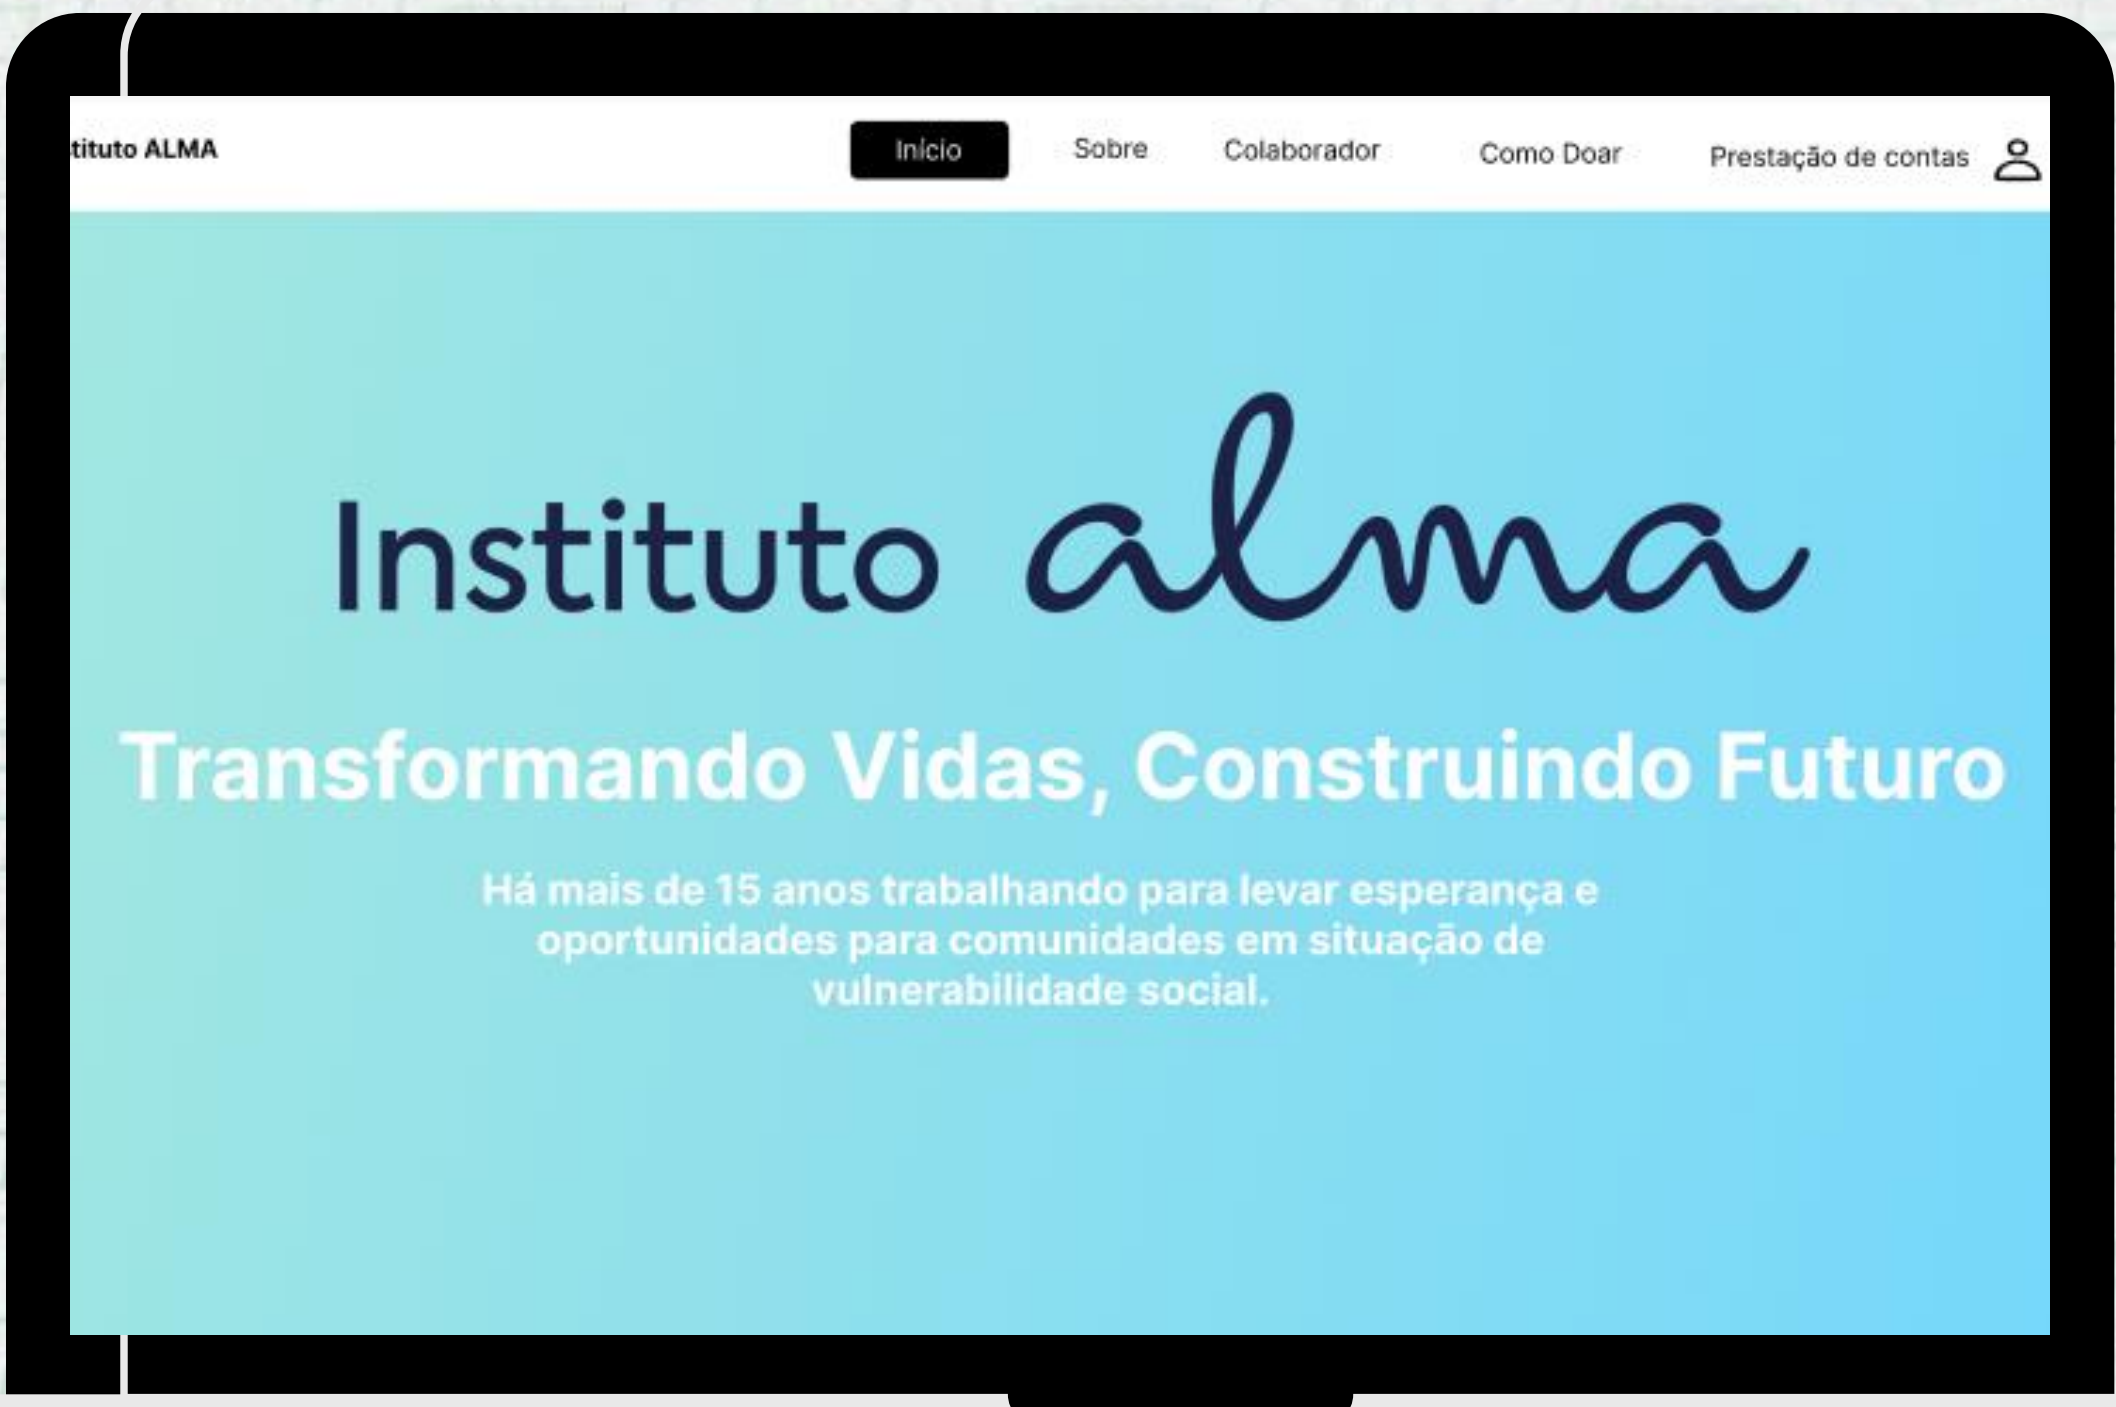 tituto ALMA
Início Sobre Colaborador Como Doar Prestação de contas
Instituto alma
Transformando Vidas, Construindo Futuro
Há mais de 15 anos trabalhando para levar esperança e
oportunidades para comunidades em situação de
vulnerabilidade social.